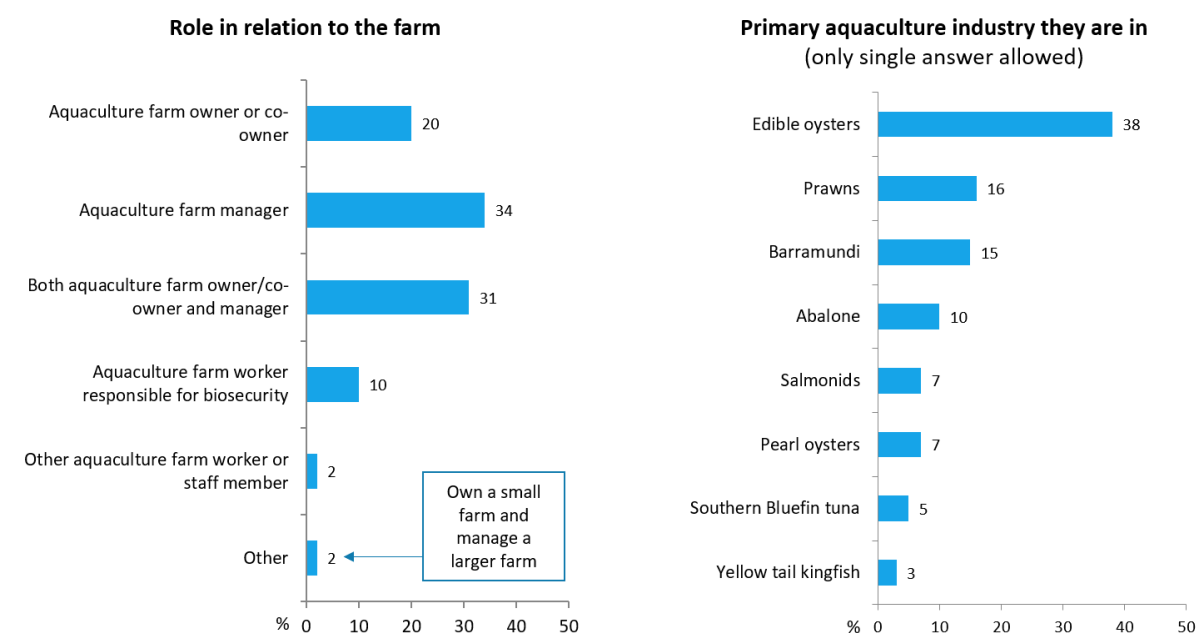 Role in relation to the farm
Aquaculture farm owner or co-
owner
20
Aquaculture farm manager
34
Both aquaculture farm owner/co-
owner and manager
31
Aquaculture farm worker
responsible for biosecurity
10
Other aquaculture farm worker or
staff member
2
Other
2
Own a small
farm and
manage a
larger farm
% 0 10 20 30 40 50
Primary aquaculture industry they are in
(only single answer allowed)
Edible oysters
38
Prawns
16
Barramundi
15
Abalone
10
Salmonids
7
Pearl oysters
7
Southern Bluefin tuna
5
Yellow tail kingfish
3
% 0 10 20 30 40 50